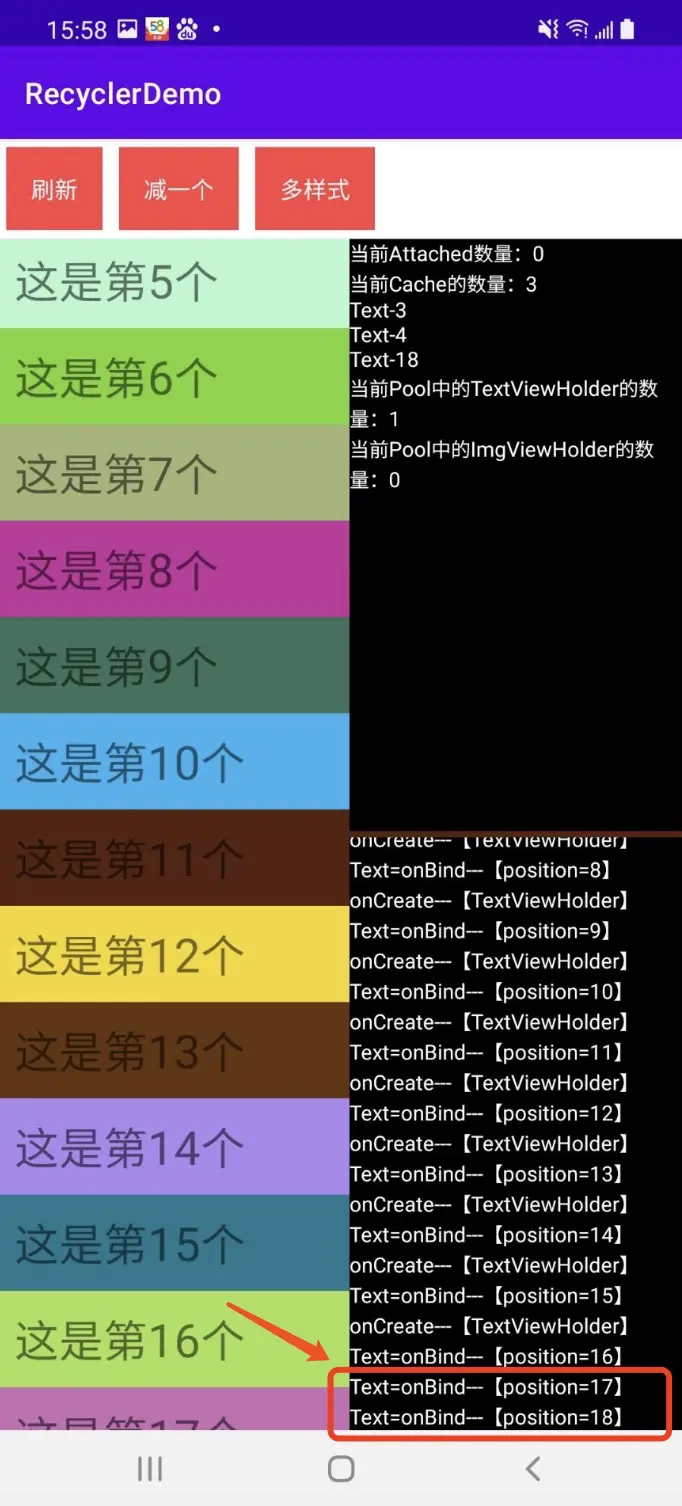 15:58
58
du
RecyclerDemo
刷新
减一个
多样式
这是第5个
这是第6个
这是第7个
这是第8个
这是第9个
这是第10个
这是第11个
这是第12个
这是第13个
这是第14个
这是第15个
这是第16个
这是第17个
当前Attached数量：0
当前Cache的数量：3
Text-3
Text-4
Text-18
当前Pool中的TextViewHolder的数
量：1
当前Pool中的ImgViewHolder的数
量：0
onCreate---【TextViewHolder】
Text=onBind---【position=8】
onCreate---【TextViewHolder】
Text=onBind---【position=9】
onCreate---【TextViewHolder】
Text=onBind---【position=10】
onCreate---【TextViewHolder】
Text=onBind---【position=11】
onCreate---【TextViewHolder】
Text=onBind---【position=12】
onCreate---【TextViewHolder】
Text=onBind---【position=13】
onCreate---【TextViewHolder】
Text=onBind---【position=14】
onCreate---【TextViewHolder】
Text=onBind---【position=15】
onCreate---【TextViewHolder】
Text=onBind---【position=16】
Text=onBind---【position=17】
Text=onBind---【position=18】